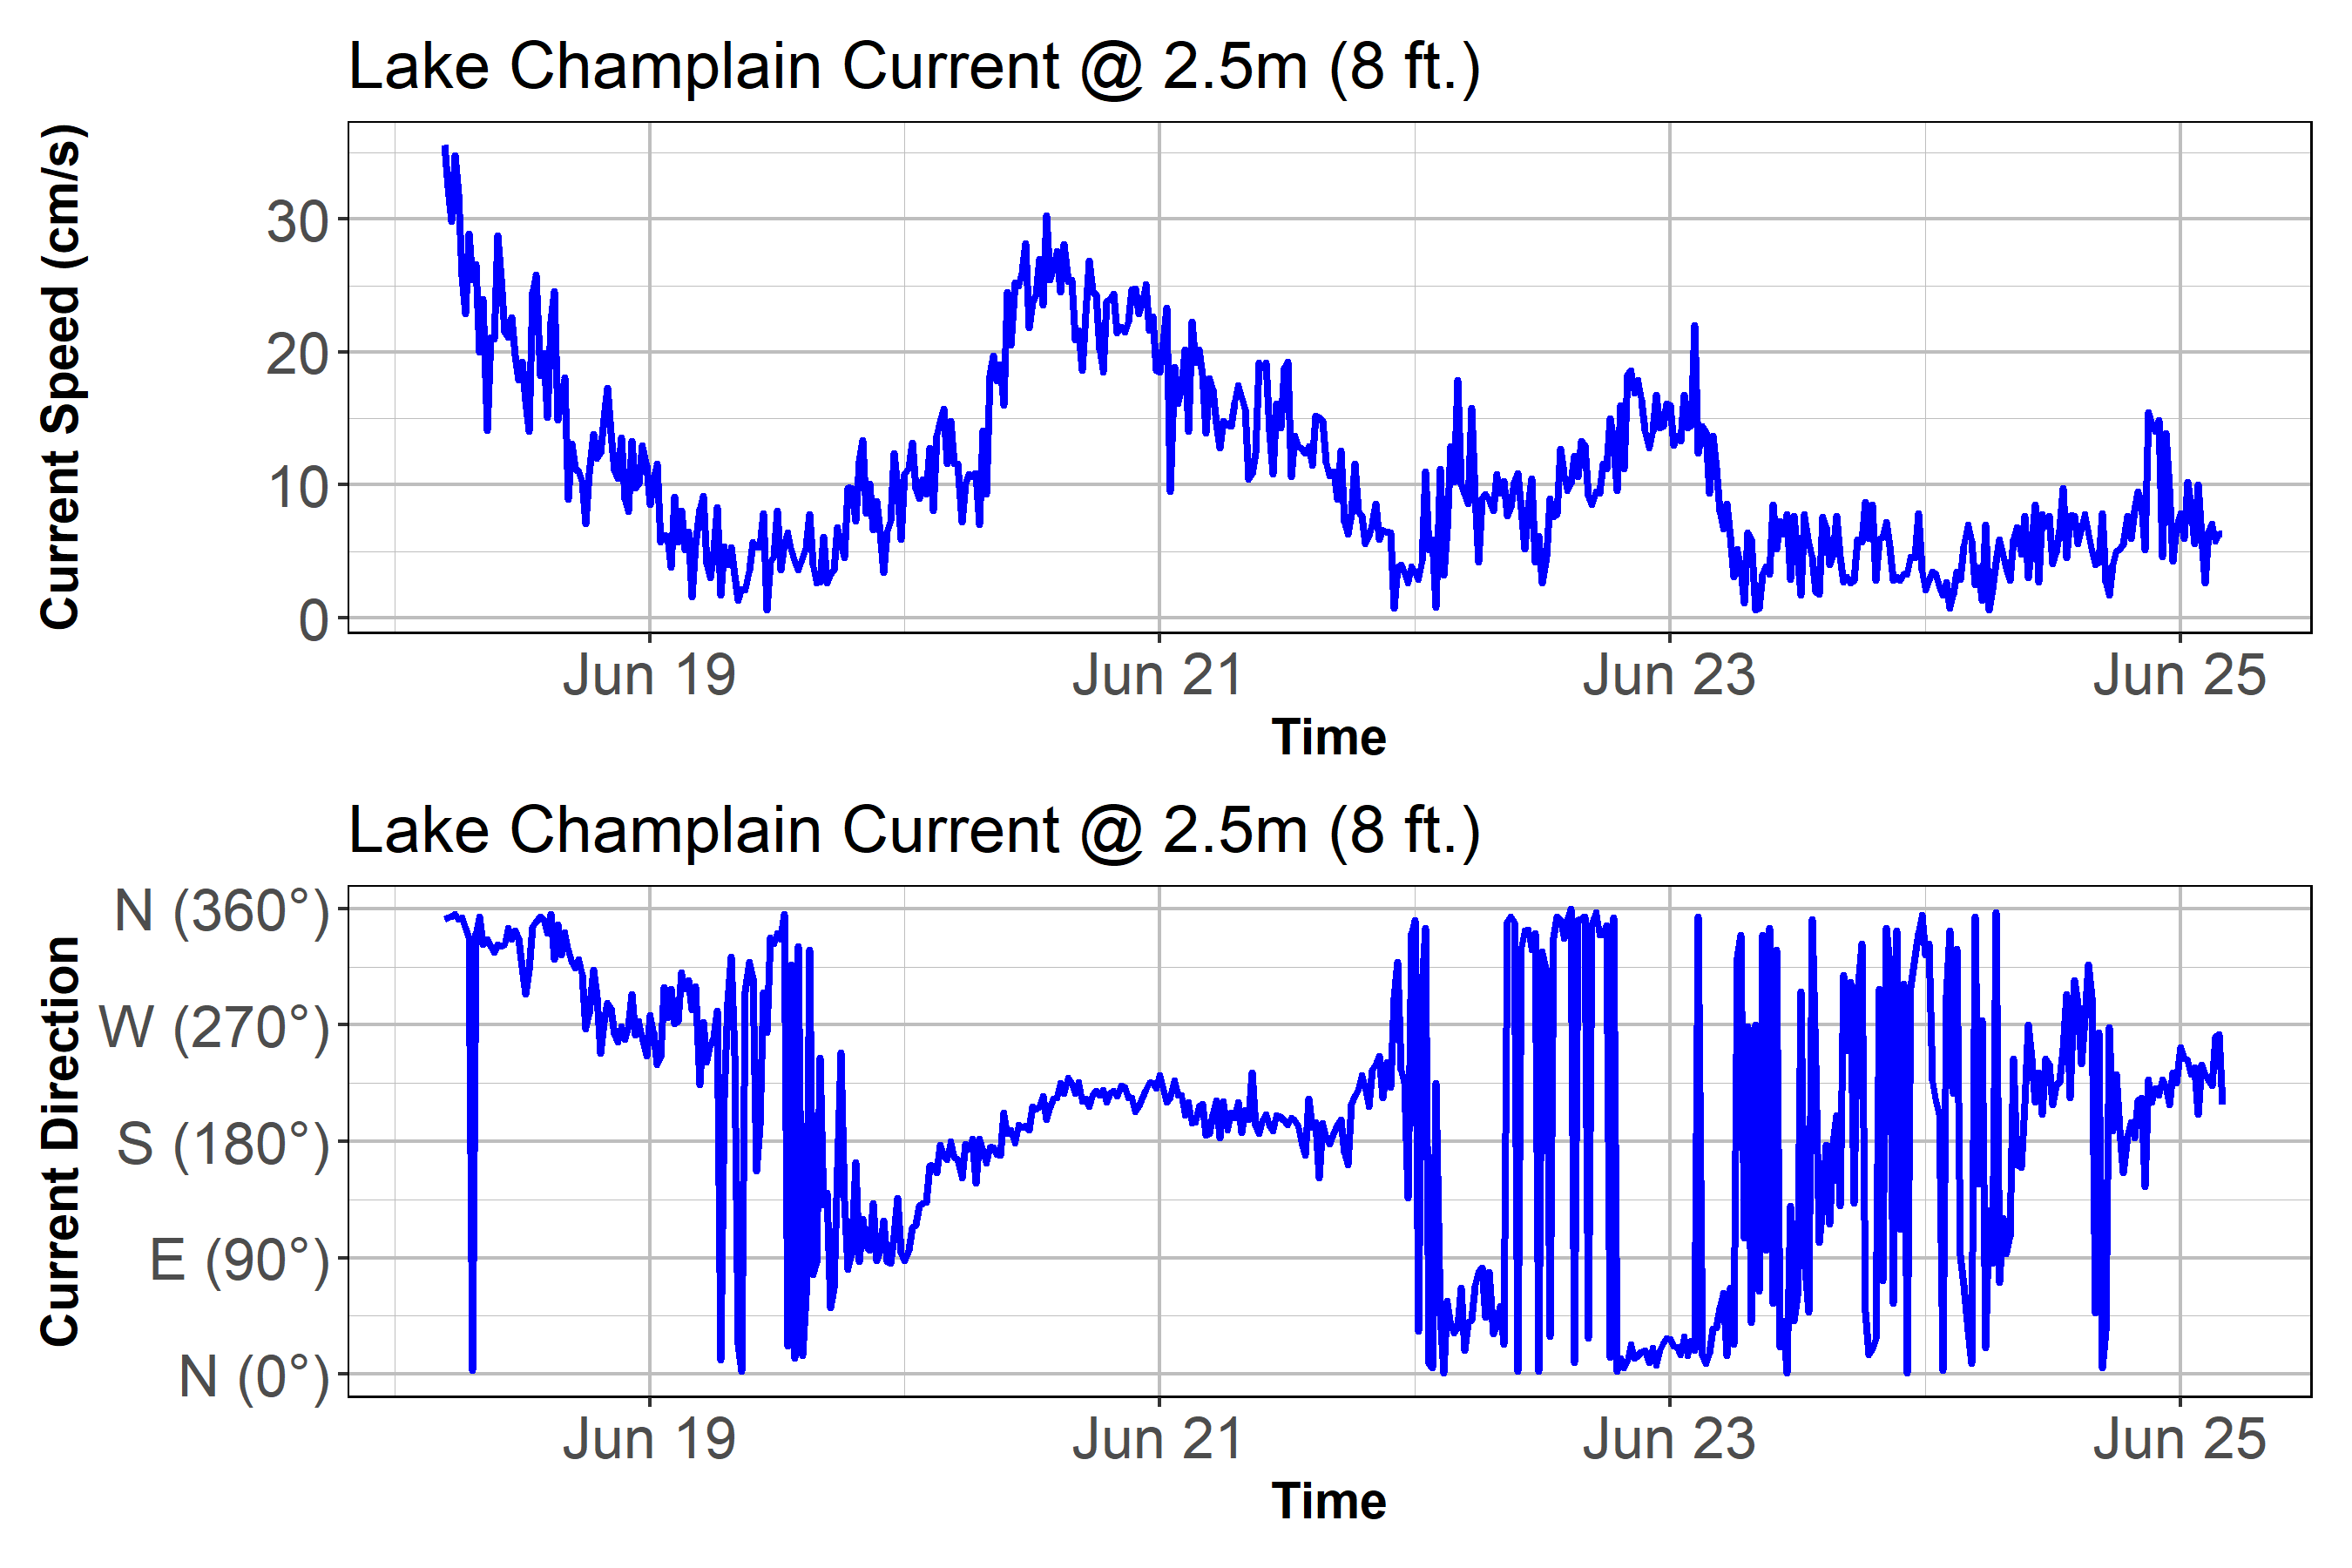 Lake Champlain Current @ 2.5m (8 ft.)
Current Speed (cm/s)
30
20
10
0
Jun 19 Jun 21 Jun 23 Jun 25
Time
Lake Champlain Current @ 2.5m (8 ft.)
Current Direction
N (360°)
W (270°)
S (180°)
E (90°)
N (0°)
Jun 19 Jun 21 Jun 23 Jun 25
Time